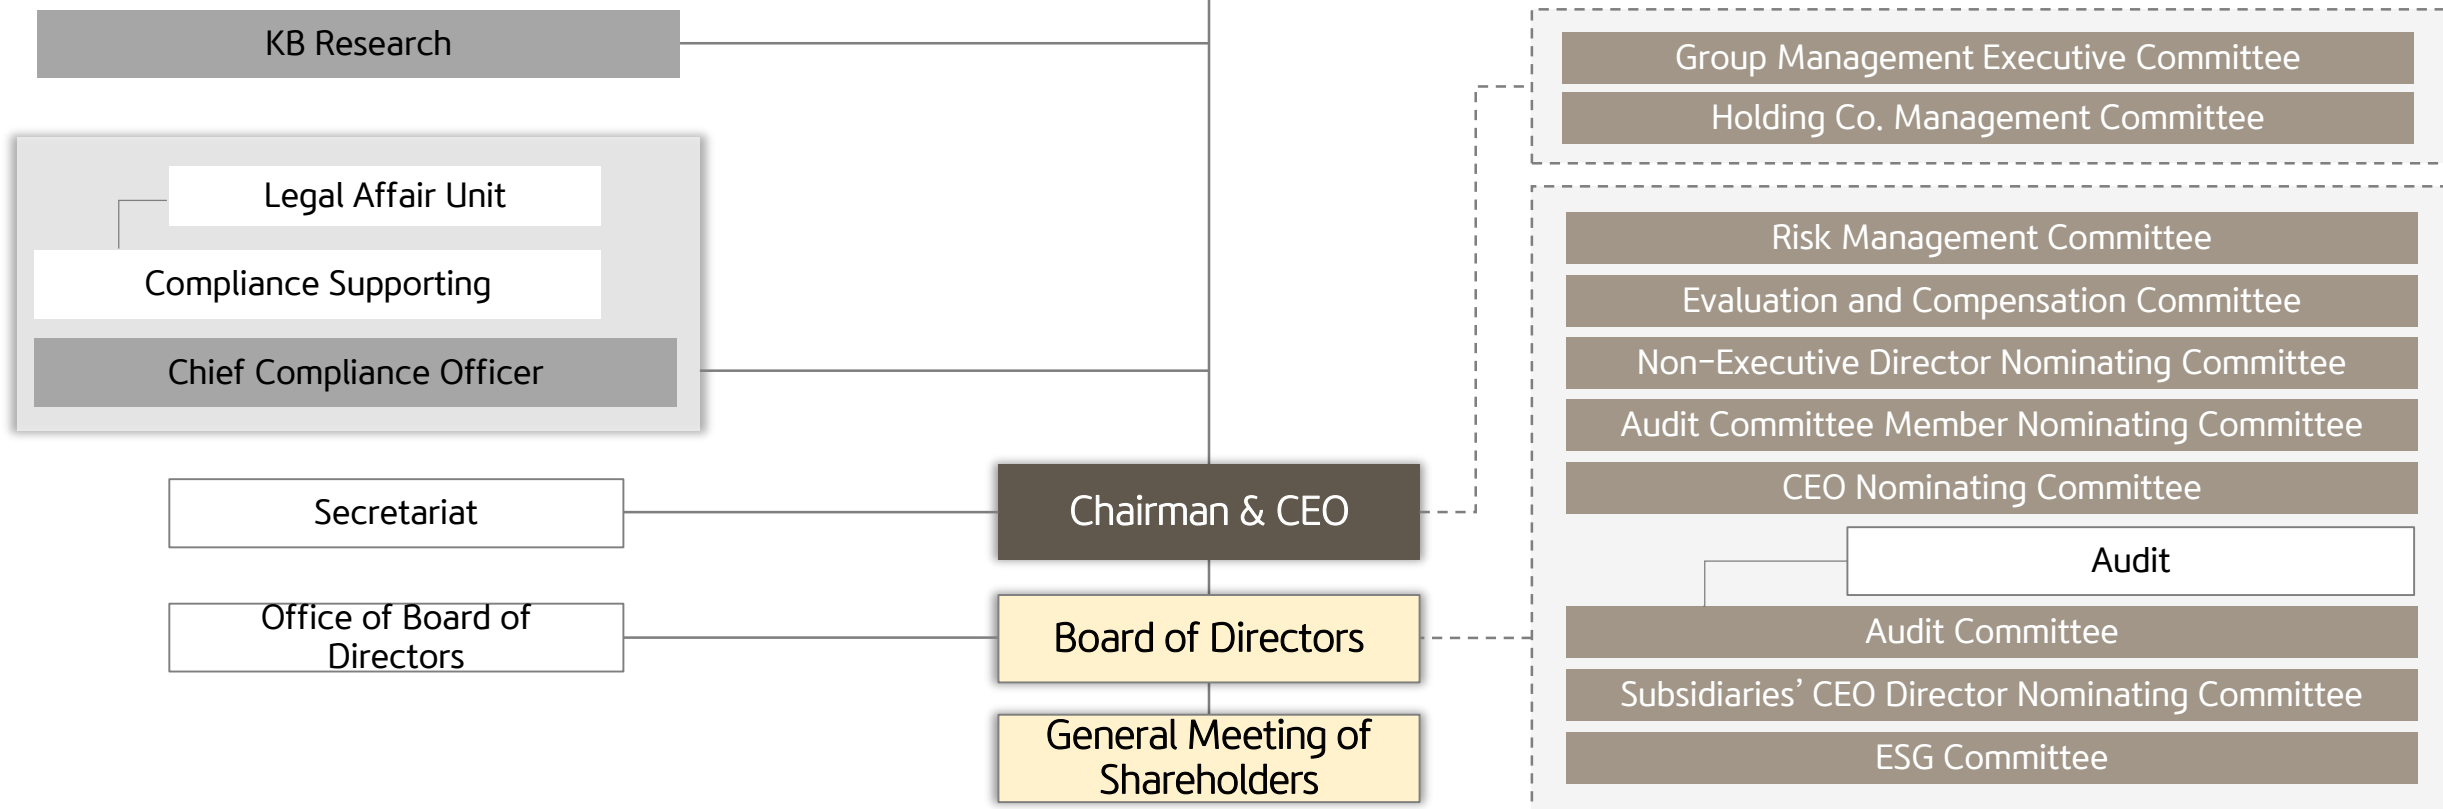 KB Research
Legal Affair Unit
Compliance Supporting
Chief Compliance Officer
Secretariat
Office of Board of
Directors
Chairman & CEO
Board of Directors
General Meeting of
Shareholders
Group Management Executive Committee
Holding Co. Management Committee
Risk Management Committee
Evaluation and Compensation Committee
Non-Executive Director Nominating Committee
Audit Committee Member Nominating Committee
CEO Nominating Committee
Audit
Audit Committee
Subsidiaries’ CEO Director Nominating Committee
ESG Committee